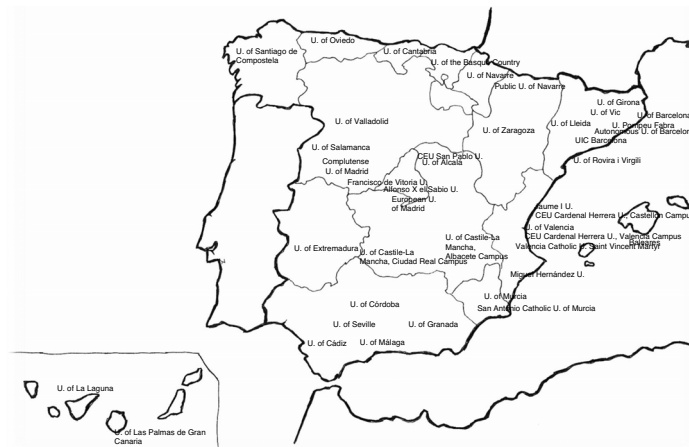 U. of Oviedo
U. of Cantabria
U. of Santiago de
Compostela
U. of the Basque Country
U. of Navarre
Public U. of Navarre
U. of Girona
U. of Vic
U. of Barcelona
U. of Valladolid
U. of Lleida
U. Pompeu Fabra
U. of Zaragoza
Autonomous U. of Barcelon
UIC Barcelona
U. of Salamanca
CEU San Pablo U.
U. of Alcalá
U. of Rovira i Virgili
Complutense
U. of Madrid
Francisco de Vitoria U.
Alfonso X el Sabio U.
European U.
of Madrid
Jaume I U.
CEU Cardenal Herrera U., Castellón Campu
U. of Valencia
CEU Cardenal Herrera U., Valencia Campus
Baleares
Valencia Catholic U. Saint Vincent Martyr
U. of Extremadura
U. of Castile-La
Mancha, Ciudad Real Campus
U. of Castile-La
Mancha,
Albacete Campus
Miguel Hernández U.
U. of Murcia
San Antonio Catholic U. of Murcia
U. of Córdoba
U. of Seville
U. of Granada
U. of Cádiz
U. of Málaga
U. of La Laguna
U. of Las Palmas de Gran
Canaria